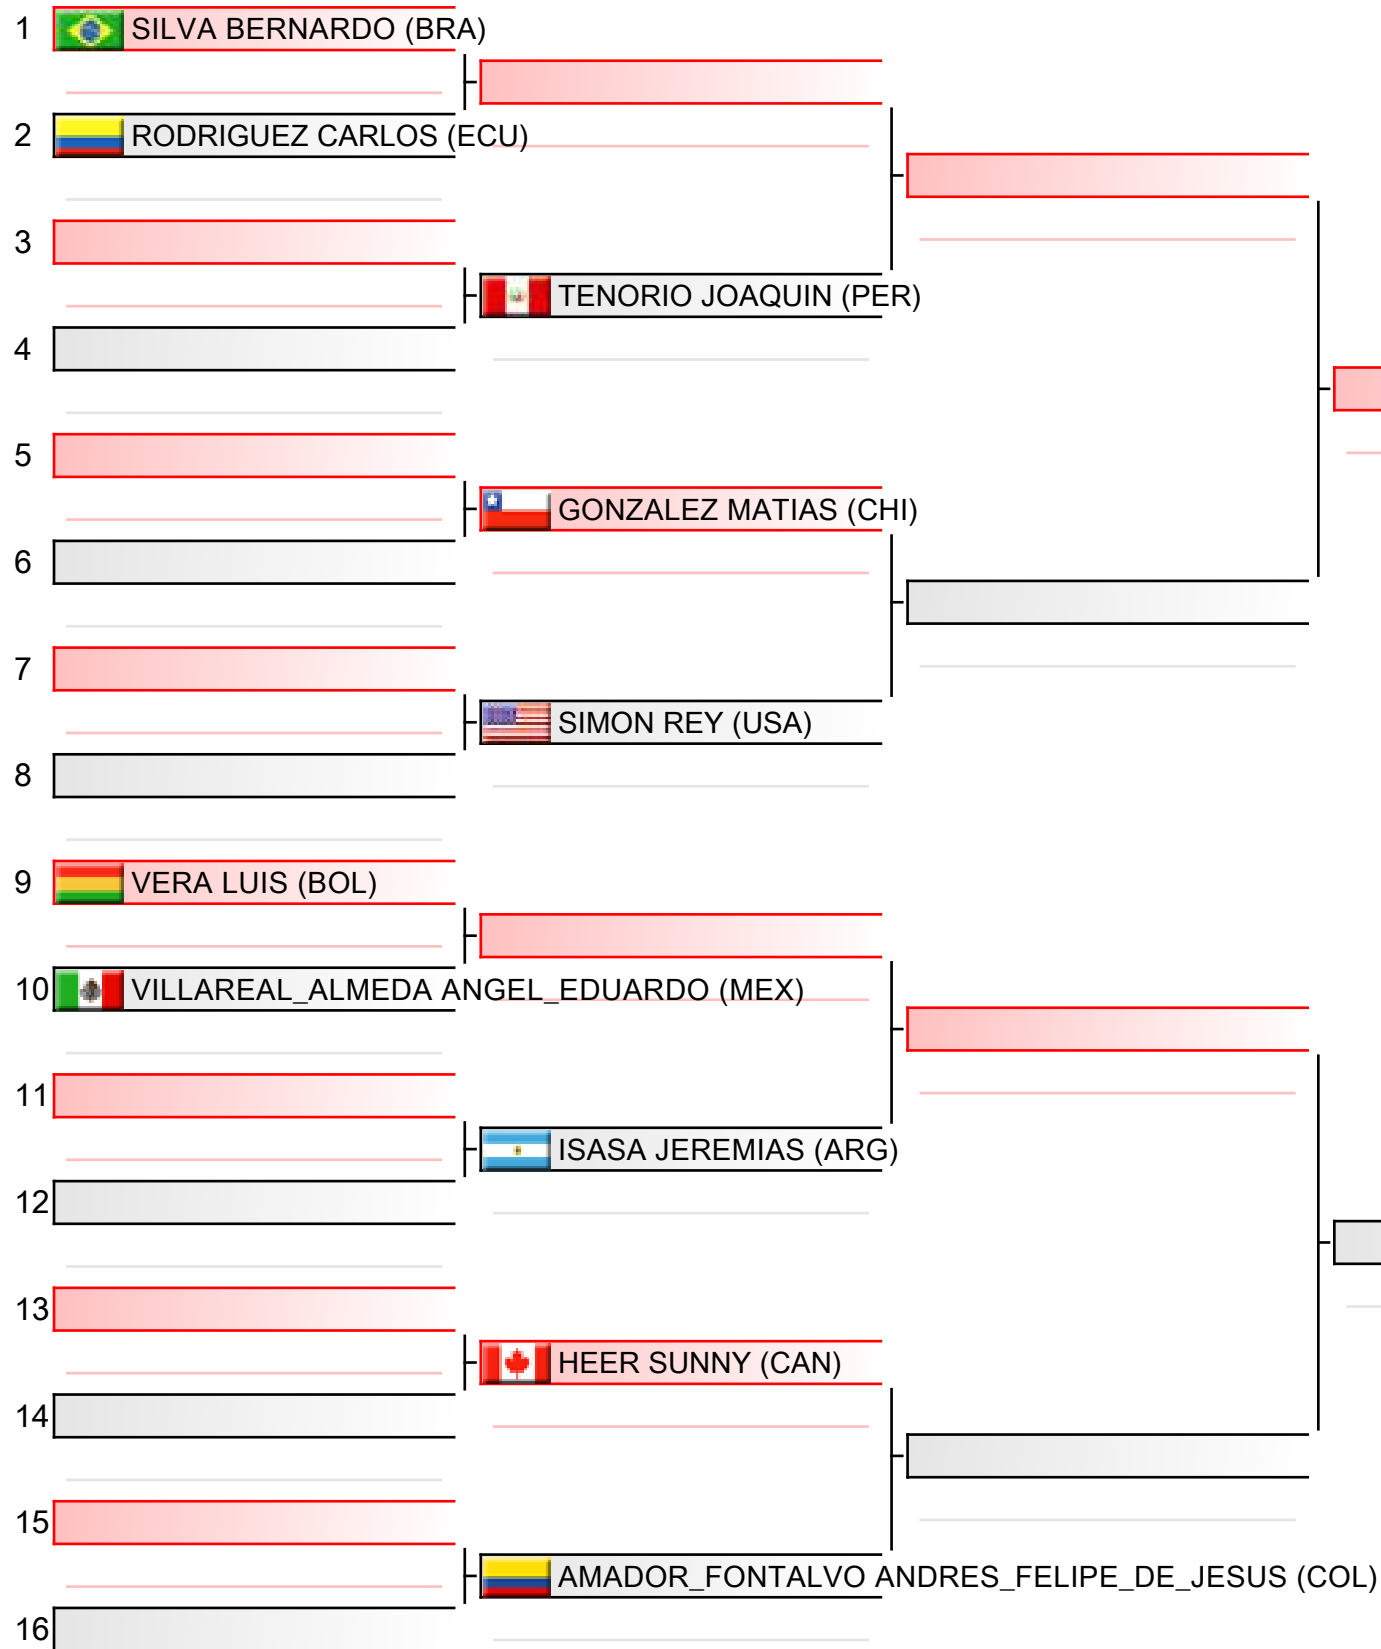 1 SILVA BERNARDO (BRA)
2 RODRIGUEZ CARLOS (ECU)
3
TENORIO JOAQUIN (PER)
4
5
GONZALEZ MATIAS (CHI)
6
7
SIMON REY (USA)
8
9 VERA LUIS (BOL)
10 VILLAREAL_ALMEDA ANGEL_EDUARDO (MEX)
11
ISASA JEREMIAS (ARG)
12
13
HEER SUNNY (CAN)
14
15
AMADOR_FONTALVO ANDRES_FELIPE_DE_JESUS (COL)
16